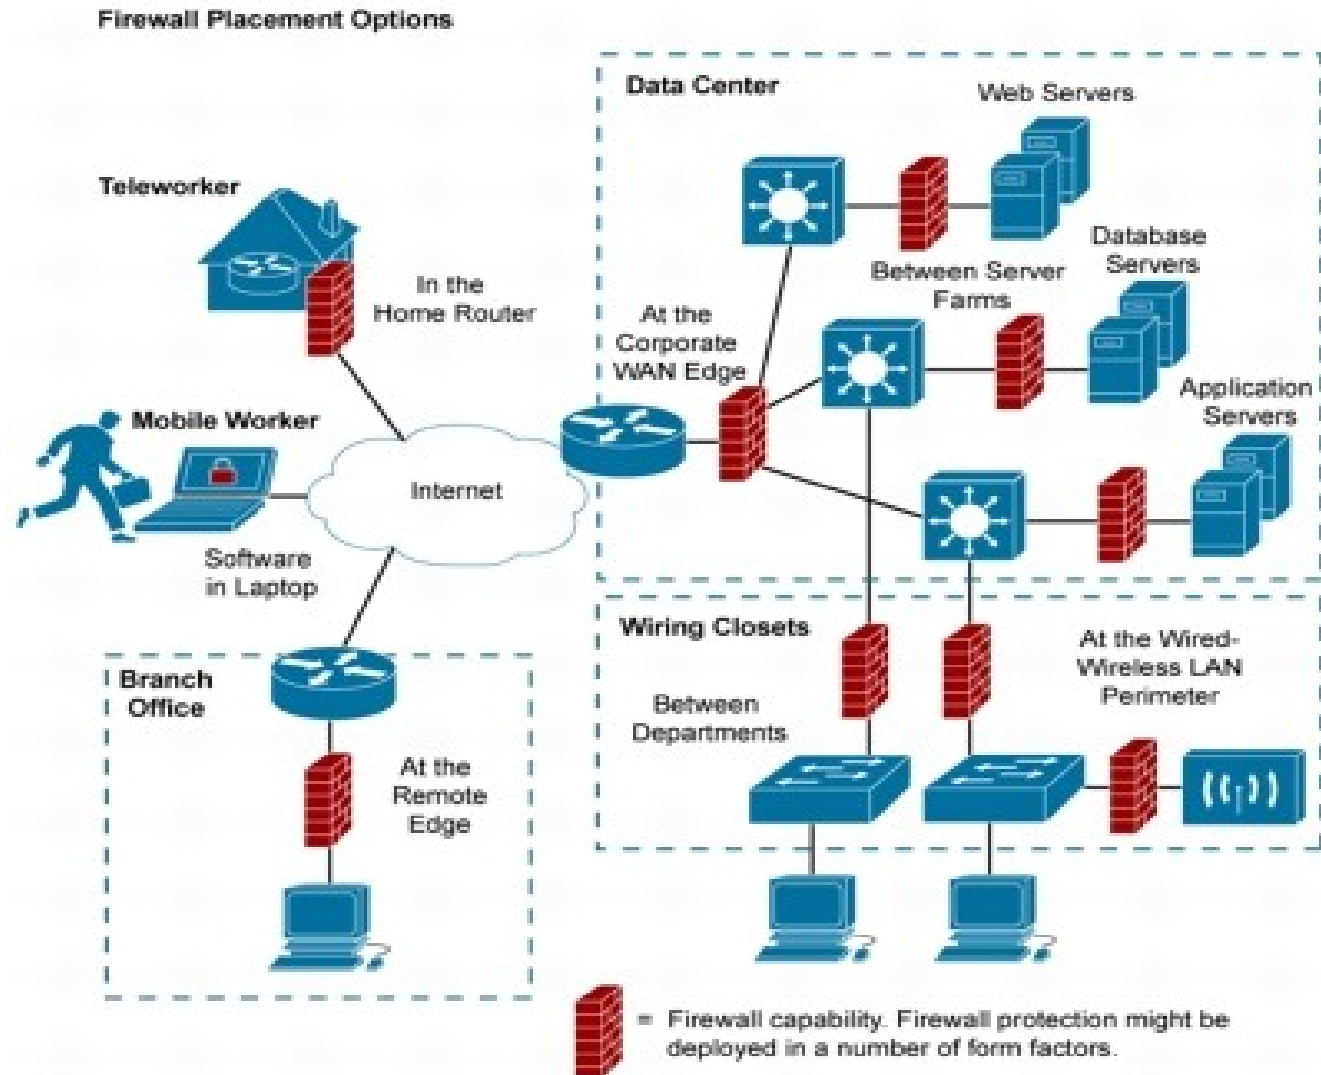 Firewall Placement Options
Data Center
Web Servers
Teleworker
In the
Home Router
Between Server
Farms
Database
Servers
At the
Corporate
WAN Edge
Application
Servers
Mobile Worker
Internet
Software
in Laptop
Branch
Office
At the
Remote
Edge
Wiring Closets
Between
Departments
At the Wired-
Wireless LAN
Perimeter
= Firewall capability. Firewall protection might be
deployed in a number of form factors.